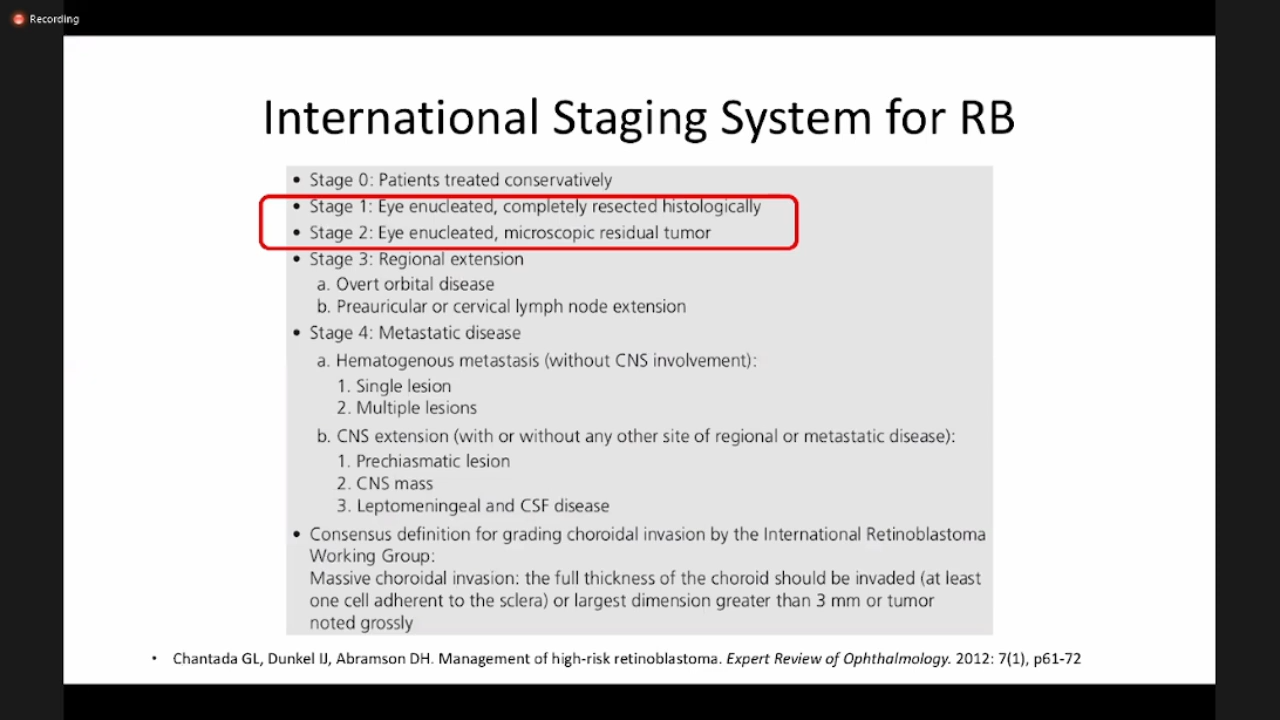 Recording
International Staging System for RB
• Stage 0: Patients treated conservatively
• Stage 1: Eye enucleated, completely resected histologically
• Stage 2: Eye enucleated, microscopic residual tumor
• Stage 3: Regional extension
a. Overt orbital disease
b. Preauricular or cervical lymph node extension
• Stage 4: Metastatic disease
a. Hematogenous metastasis (without CNS involvement):
1. Single lesion
2. Multiple lesions
b. CNS extension (with or without any other site of regional or metastatic disease):
1. Prechiasmatic lesion
2. CNS mass
3. Leptomeningeal and CSF disease
• Consensus definition for grading choroidal invasion by the International Retinoblastoma
Working Group:
Massive choroidal invasion: the full thickness of the choroid should be invaded (at least
one cell adherent to the sclera) or largest dimension greater than 3 mm or tumor
noted grossly
• Chantada GL, Dunkel IJ, Abramson DH. Management of high-risk retinoblastoma. Expert Review of Ophthalmology. 2012: 7(1), p61-72